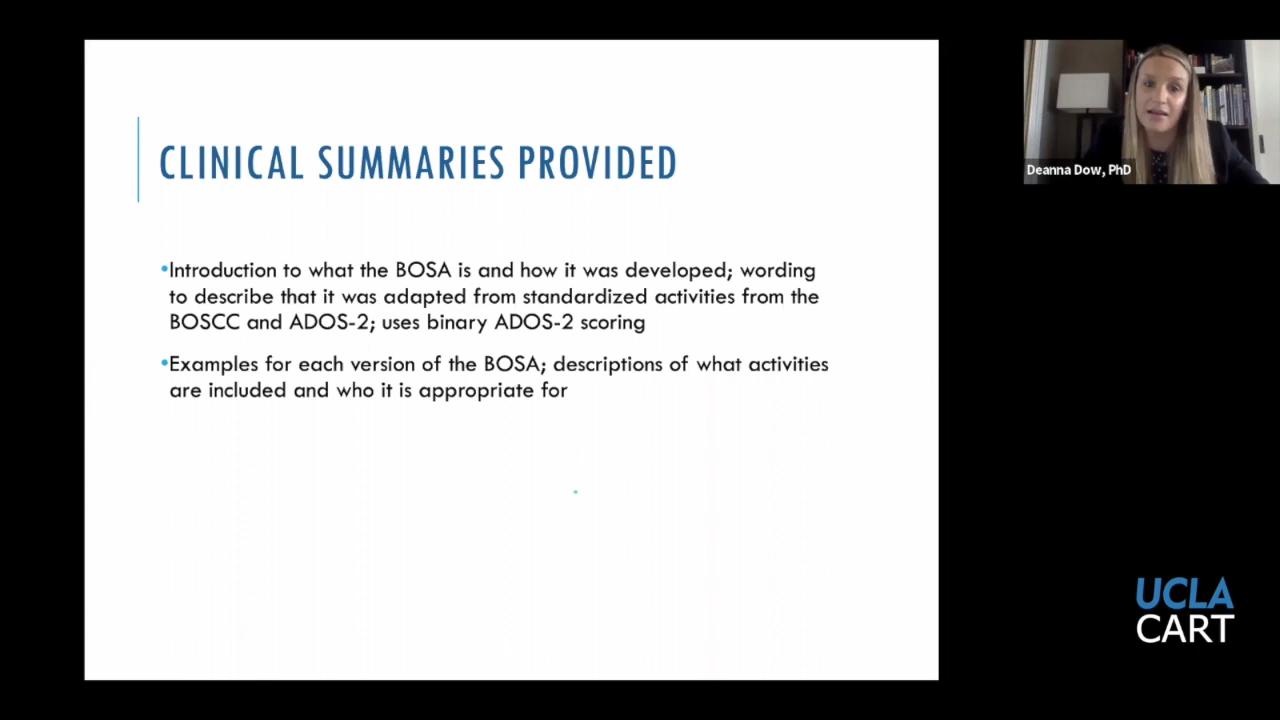 CLINICAL SUMMARIES PROVIDED
•Introduction to what the BOSA is and how it was developed; wording
to describe that it was adapted from standardized activities from the
BOSCC and ADOS-2; uses binary ADOS-2 scoring
•Examples for each version of the BOSA; descriptions of what activities
are included and who it is appropriate for
Deanna Dow, PhD
UCLA
CART